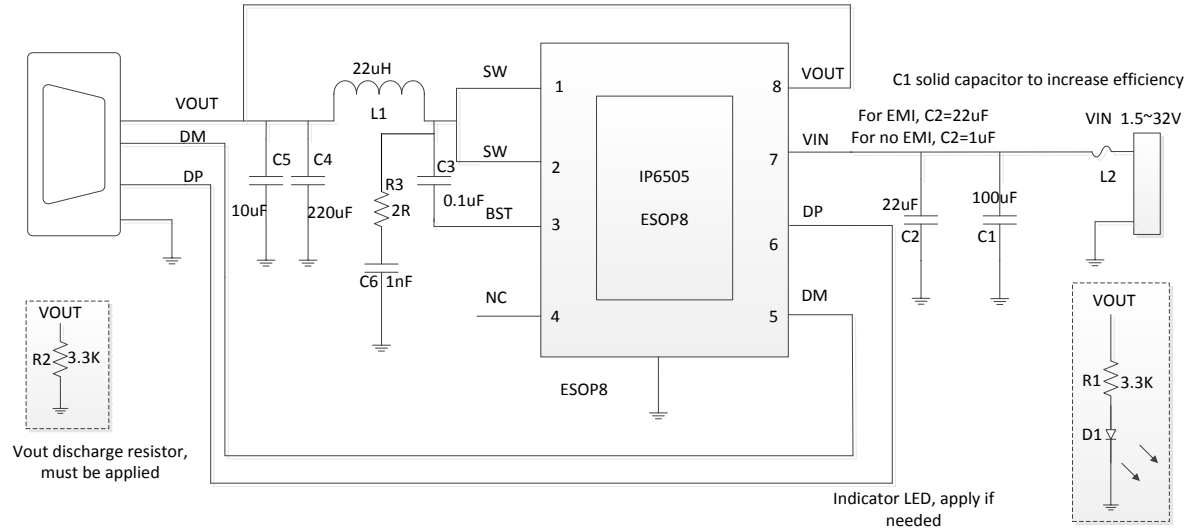 22uH
L1
VOUT
DM
DP
C5
10uF
C4
220uF
R3
2R
C3
0.1uF
C6 1nF
SW
SW
BST
NC
1
2
3
4
IP6505
ESOP8
8
7
6
5
ESOP8
VOUT
VIN
DP
DM
C1 solid capacitor to increase efficiency
For EMI, C2=22uF
For no EMI, C2=1uF
VIN 1.5~32V
L2
22uF
C2
100uF
C1
VOUT
R2
3.3K
Vout discharge resistor,
must be applied
VOUT
R1
3.3K
D1
Indicator LED, apply if
needed